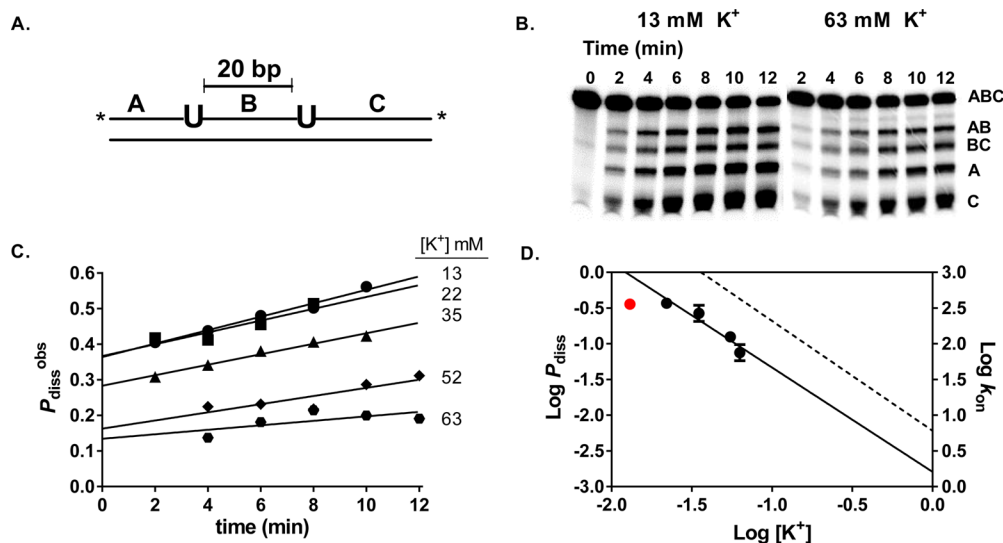 A.
20 bp
A B C
* U U *
B.
13 mM K⁺ 63 mM K⁺
Time (min)
0 2 4 6 8 10 12 2 4 6 8 10 12
ABC
AB
BC
A
C
C.
[K⁺] mM
13
22
35
52
63
P_diss^obs
0.6
0.5
0.4
0.3
0.2
0.1
0.0
0 2 4 6 8 10 12
time (min)
D.
Log P_diss
0.0
-0.5
-1.0
-1.5
-2.0
-2.5
-3.0
3.0
2.5
2.0
1.5
1.0
0.5
0.0
Log k_on
-2.0 -1.5 -1.0 -0.5 0.0
Log [K⁺]